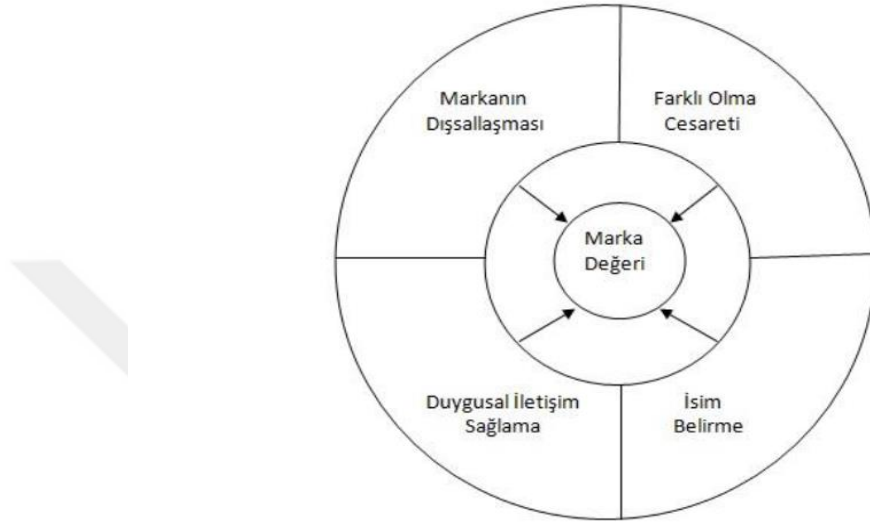 Markanın
Dışsallaşması
Farklı Olma
Cesareti
Marka
Değeri
Duygusal İletişim
Sağlama
İsim
Belirme